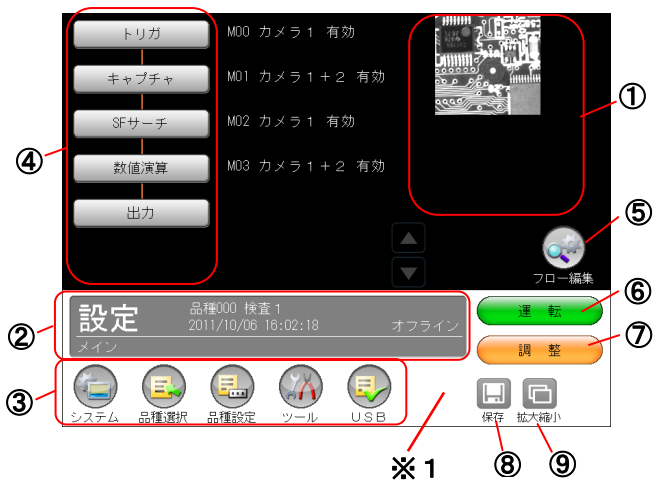 トリガ
M00 カメラ1 有効
キャプチャ
M01 カメラ1+2 有効
①
SFサーチ
M02 カメラ1 有効
④
数値演算
M03 カメラ1+2 有効
出力
⑤
フロー編集
⑥
設定
品種000 検査1
2011/10/06 16:02:18
オフライン
メイン
運 転
②
調 整
⑦
③
システム
品種選択
品種設定
ツール
USB
保存
拡大縮小
※1
⑧
⑨